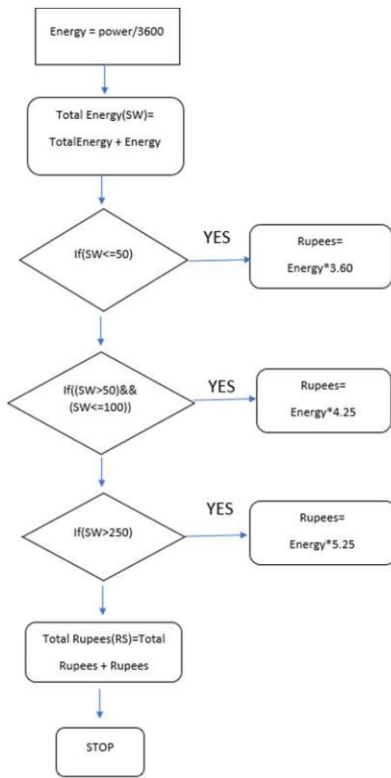 Energy = power/3600
Total Energy(SW)=
TotalEnergy + Energy
If(SW<=50)
YES
Rupees=
Energy*3.60
If((SW>50)&&
(SW<=100))
YES
Rupees=
Energy*4.25
If(SW>250)
YES
Rupees=
Energy*5.25
Total Rupees(RS)=Total
Rupees + Rupees
STOP